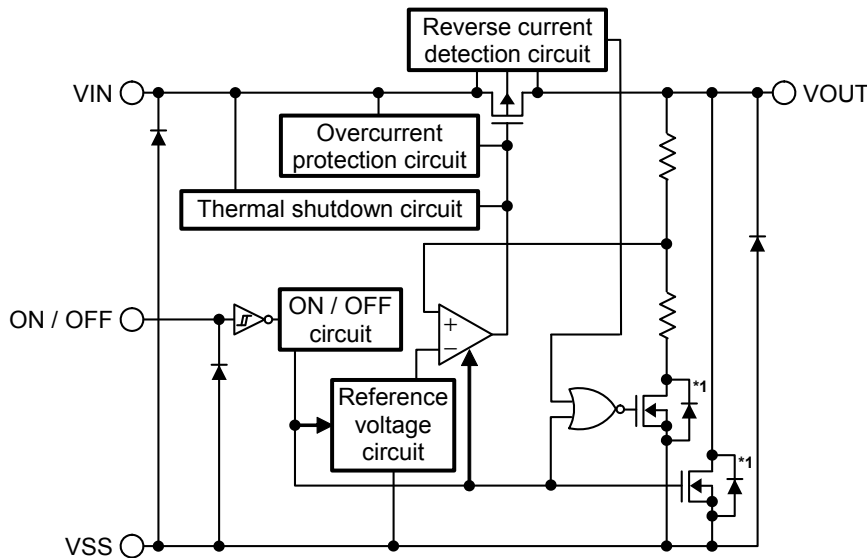 Reverse current
detection circuit
VIN
VOUT
Overcurrent
protection circuit
Thermal shutdown circuit
ON / OFF
ON / OFF
circuit
+
−
Reference
voltage
circuit
*1
*1
VSS